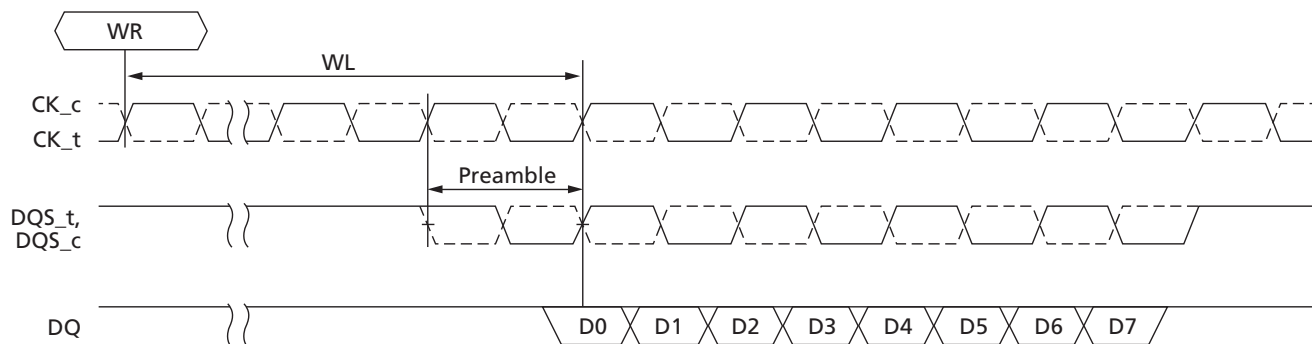 WR
WL
CK_c
CK_t
Preamble
DQS_t,
DQS_c
DQ
D0 D1 D2 D3 D4 D5 D6 D7